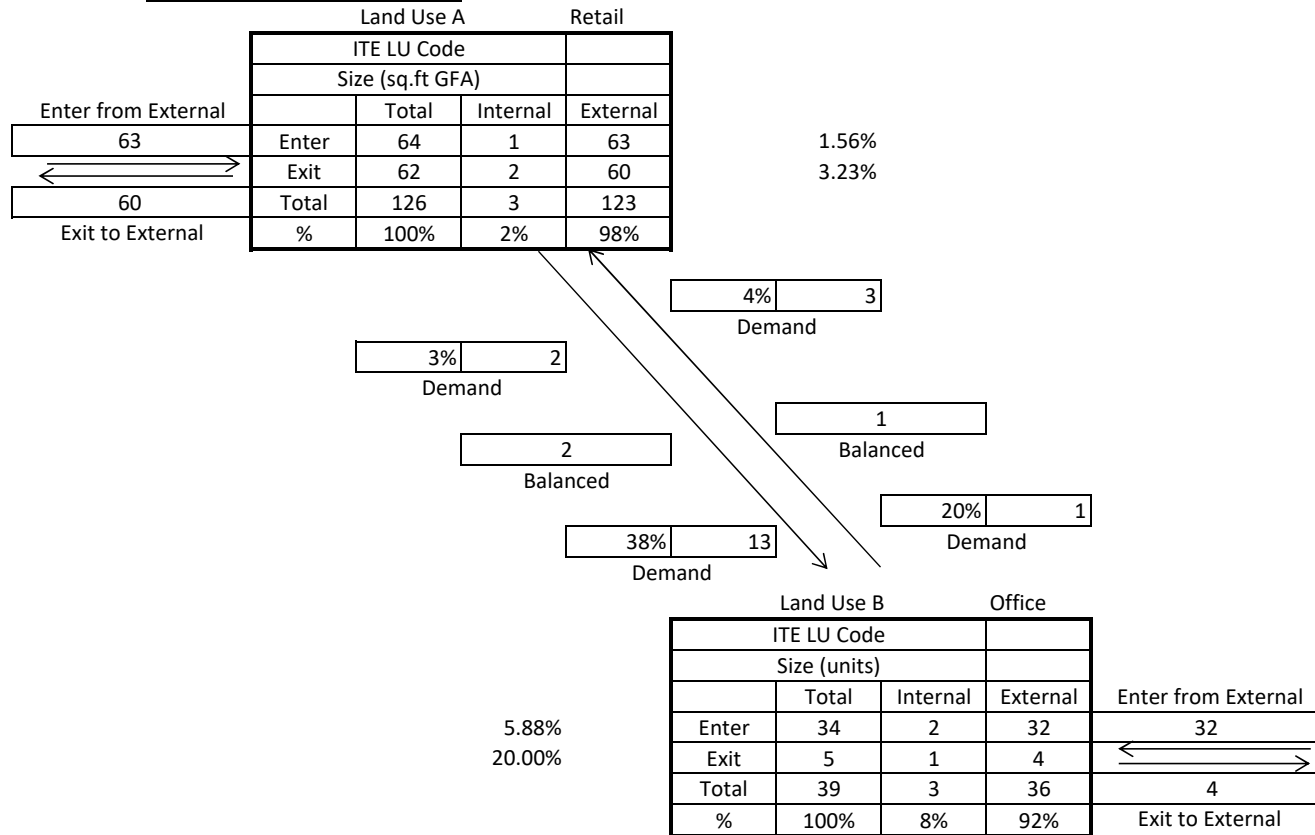 Land Use A Retail
ITE LU Code
Size (sq.ft GFA)
Enter from External Total Internal External
63 Enter 64 1 63 1.56%
Exit 62 2 60 3.23%
60 Total 126 3 123
Exit to External % 100% 2% 98%
4% 3
Demand
3% 2
Demand
1
2 Balanced
Balanced
20% 1
38% 13 Demand
Demand
Land Use B Office
ITE LU Code
Size (units)
Total Internal External Enter from External
5.88% Enter 34 2 32 32
20.00% Exit 5 1 4
Total 39 3 36 4
% 100% 8% 92% Exit to External